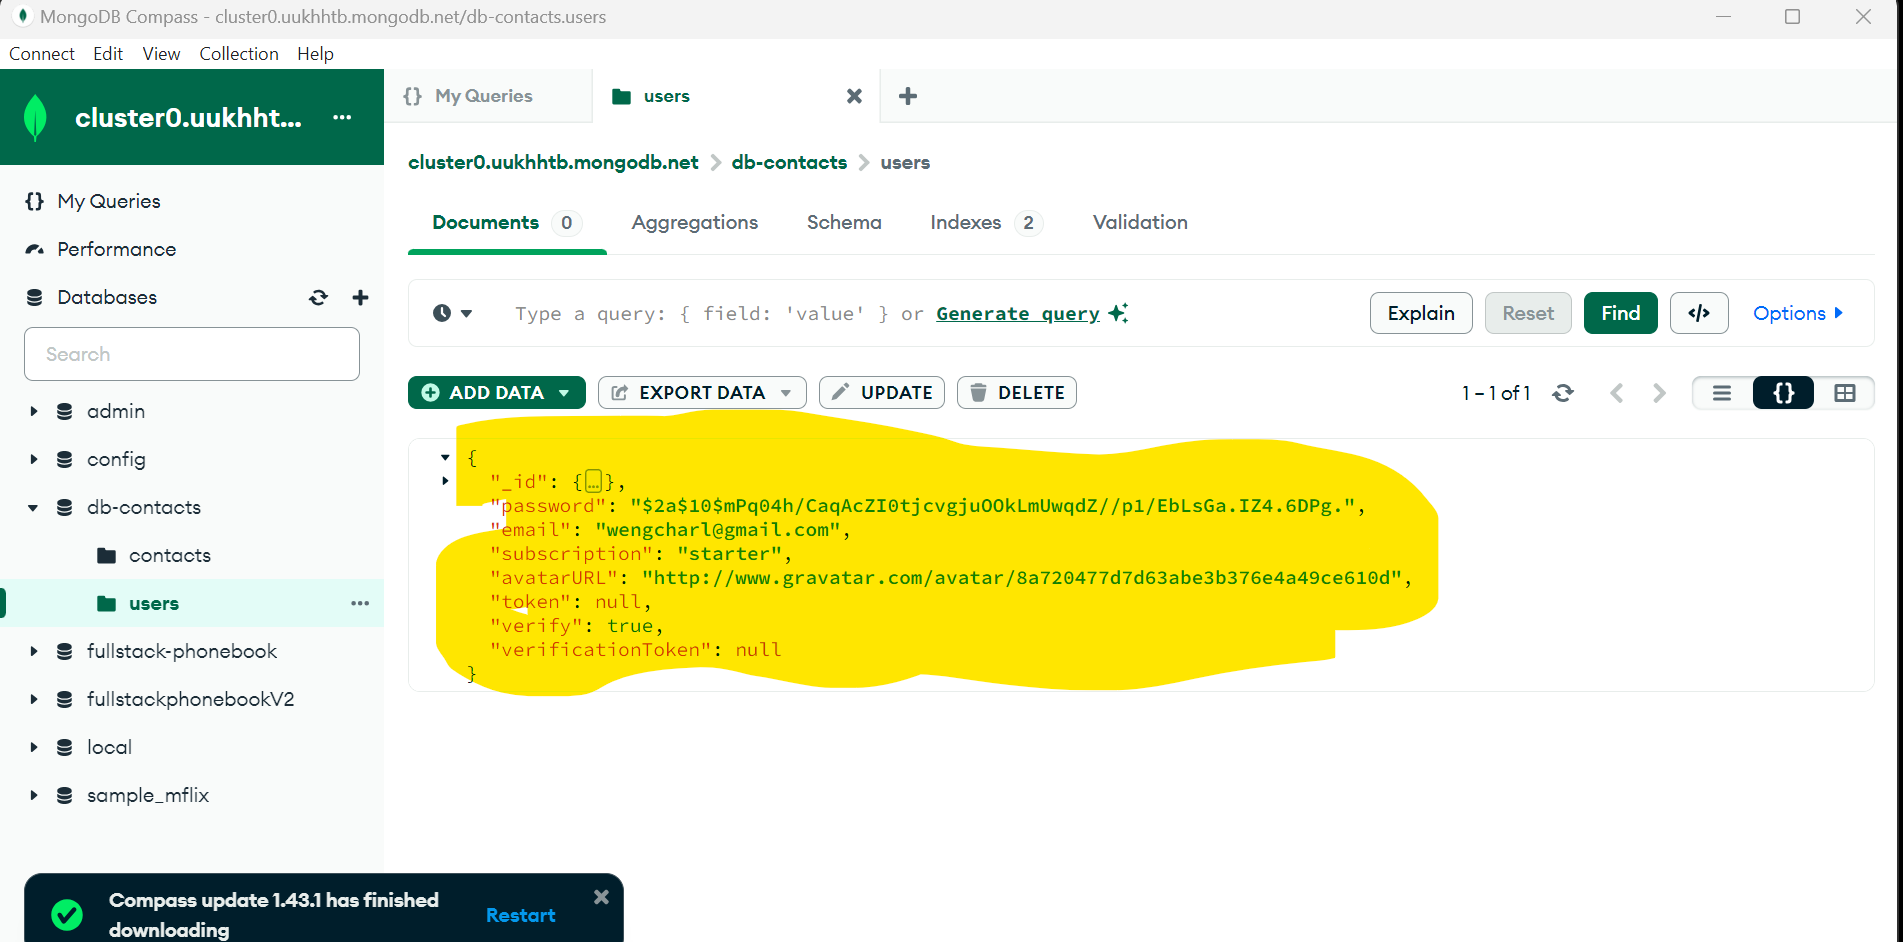 MongoDB Compass - cluster0.uukhhtb.mongodb.net/db-contacts.users
Connect Edit View Collection Help
cluster0.uukhht... ...
{} My Queries
users
cluster0.uukhhtb.mongodb.net > db-contacts > users
{} My Queries
Performance
Databases
Search
admin
config
db-contacts
contacts
users ...
fullstack-phonebook
fullstackphonebookV2
local
sample_mflix
Documents 0 Aggregations Schema Indexes 2 Validation
Type a query: { field: 'value' } or Generate query
Explain Reset Find </> Options
ADD DATA EXPORT DATA UPDATE DELETE
1 – 1 of 1 {}
{
"_id": {…},
"password": "$2a$10$mPq04h/CaqAcZI0tjcvgjuOOkLmUwqdZ//p1/EbLsGa.IZ4.6DPg.",
"email": "wengcharl@gmail.com",
"subscription": "starter",
"avatarURL": "http://www.gravatar.com/avatar/8a720477d7d63abe3b376e4a49ce610d",
"token": null,
"verify": true,
"verificationToken": null
}
Compass update 1.43.1 has finished
downloading
Restart